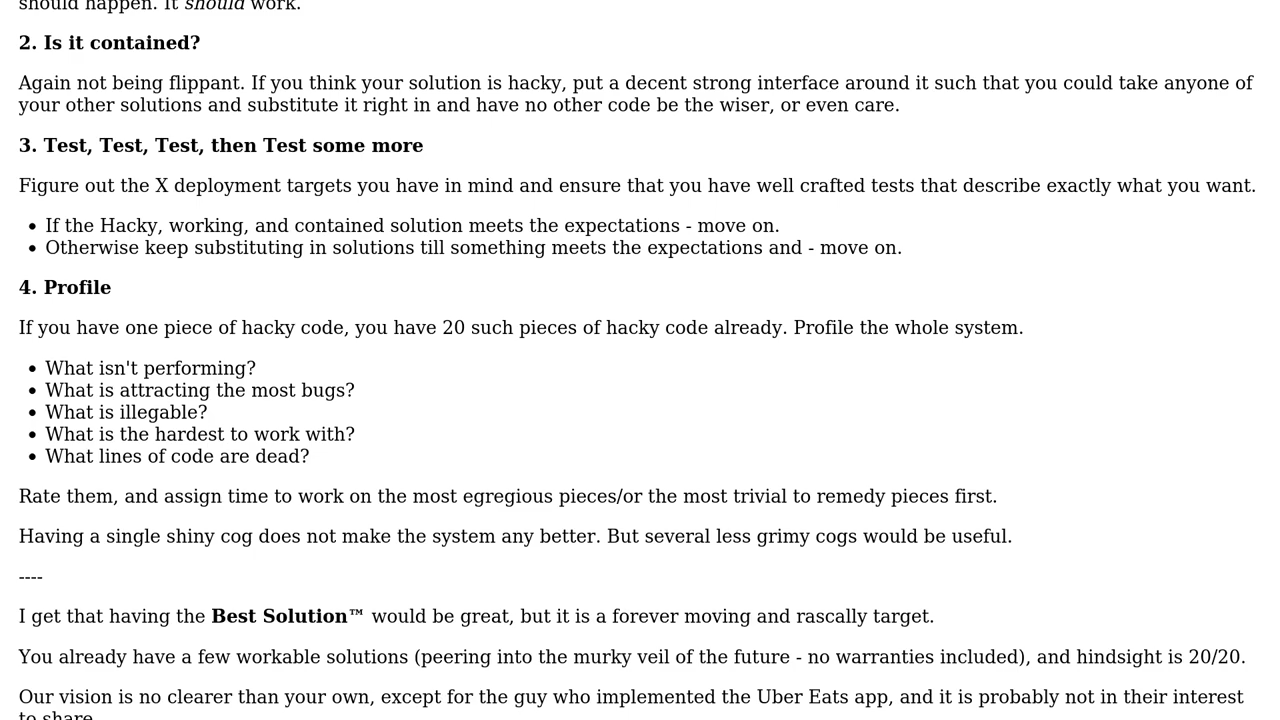 should happen. It should work.
2. Is it contained?
Again not being flippant. If you think your solution is hacky, put a decent strong interface around it such that you could take anyone of
your other solutions and substitute it right in and have no other code be the wiser, or even care.
3. Test, Test, Test, then Test some more
Figure out the X deployment targets you have in mind and ensure that you have well crafted tests that describe exactly what you want.
• If the Hacky, working, and contained solution meets the expectations - move on.
• Otherwise keep substituting in solutions till something meets the expectations and - move on.
4. Profile
If you have one piece of hacky code, you have 20 such pieces of hacky code already. Profile the whole system.
• What isn't performing?
• What is attracting the most bugs?
• What is illegable?
• What is the hardest to work with?
• What lines of code are dead?
Rate them, and assign time to work on the most egregious pieces/or the most trivial to remedy pieces first.
Having a single shiny cog does not make the system any better. But several less grimy cogs would be useful.
----
I get that having the Best Solution™ would be great, but it is a forever moving and rascally target.
You already have a few workable solutions (peering into the murky veil of the future - no warranties included), and hindsight is 20/20.
Our vision is no clearer than your own, except for the guy who implemented the Uber Eats app, and it is probably not in their interest
to share.